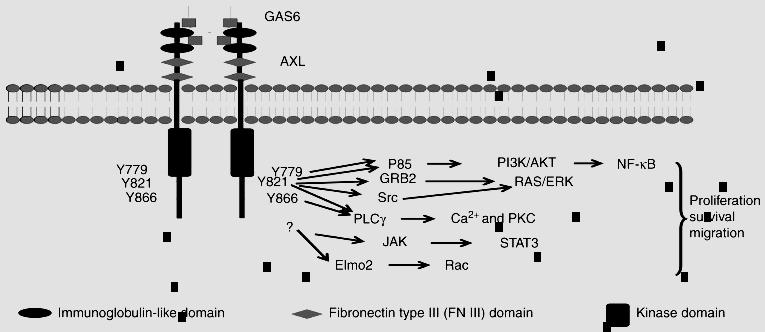 GAS6
AXL
Y779
Y821
Y866
Y779
Y821
Y866
?
P85
GRB2
Src
PLCγ
JAK
Elmo2
PI3K/AKT
RAS/ERK
Ca2+ and PKC
STAT3
Rac
NF-κB
Proliferation
survival
migration
Immunoglobulin-like domain
Fibronectin type III (FN III) domain
Kinase domain